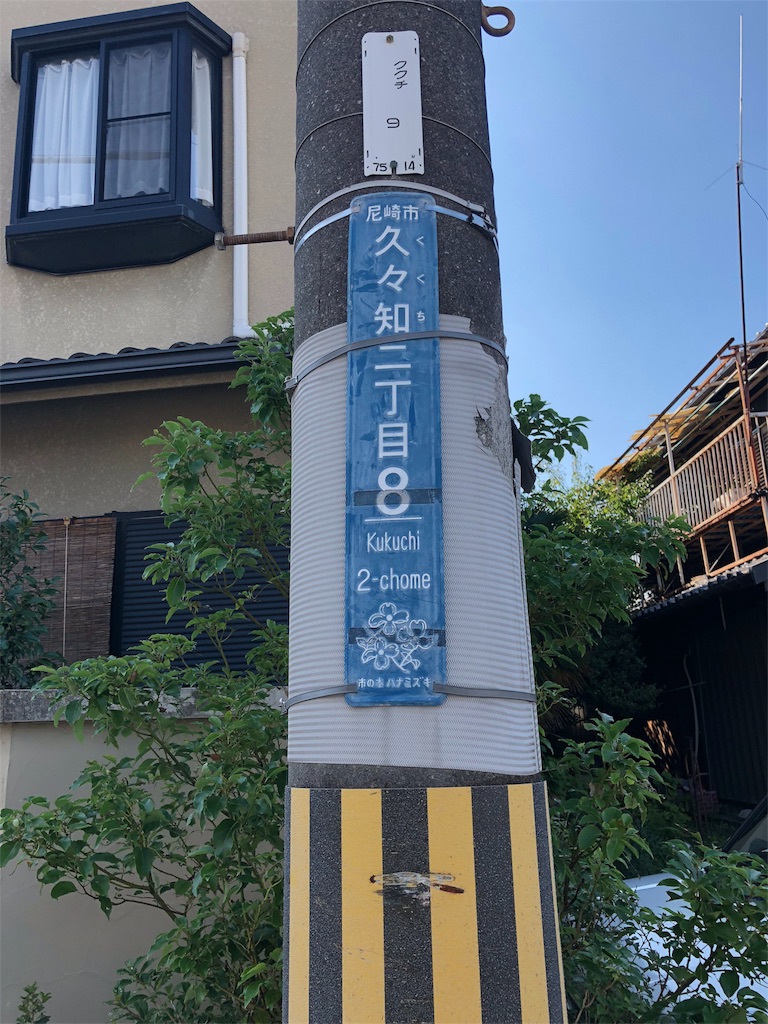 ククチ
9
75 14
尼崎市
久々知二丁目8
くくち
Kukuchi
2-chome
市の木 ハナミズキ